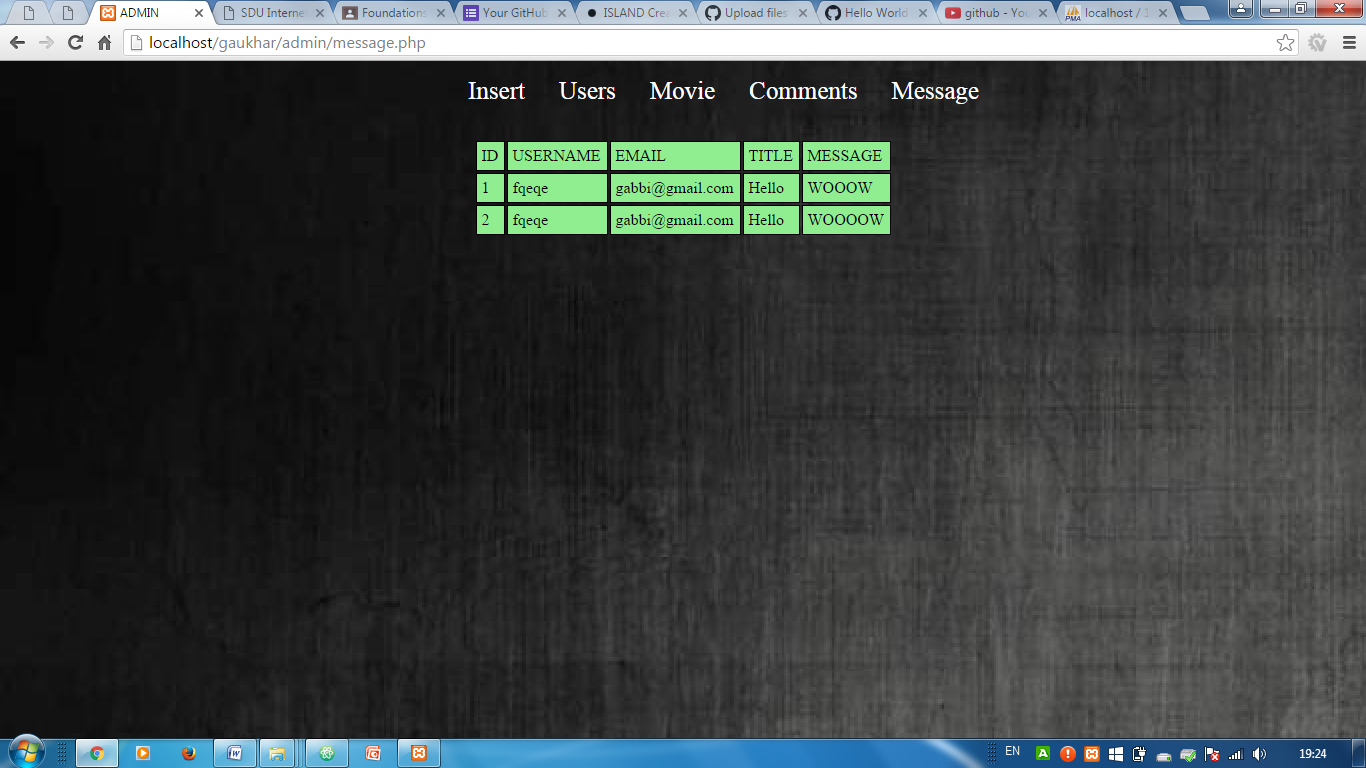 ADMIN SDU Interne Foundations Your GitHub ISLAND Crea Upload files Hello World github - You localhost / 1
localhost/gaukhar/admin/message.php
Insert Users Movie Comments Message
ID USERNAME EMAIL TITLE MESSAGE
1 fqeqe gabbi@gmail.com Hello WOOOW
2 fqeqe gabbi@gmail.com Hello WOOOOW
EN 19:24